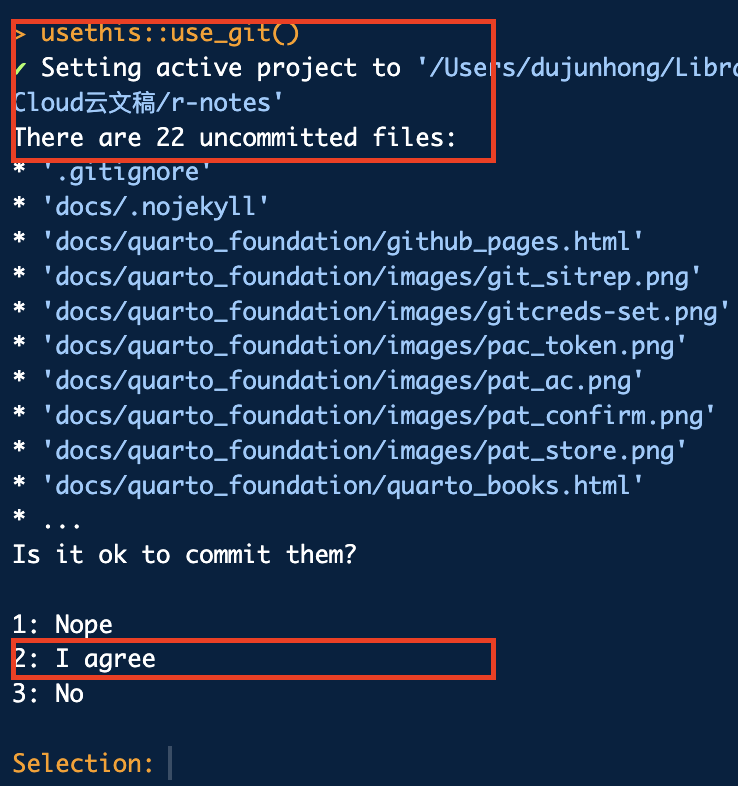 > usethis::use_git()
✔ Setting active project to '/Users/dujunhong/Libra
Cloud云文稿/r-notes'
There are 22 uncommitted files:
* '.gitignore'
* 'docs/.nojekyll'
* 'docs/quarto_foundation/github_pages.html'
* 'docs/quarto_foundation/images/git_sitrep.png'
* 'docs/quarto_foundation/images/gitcreds-set.png'
* 'docs/quarto_foundation/images/pac_token.png'
* 'docs/quarto_foundation/images/pat_ac.png'
* 'docs/quarto_foundation/images/pat_confirm.png'
* 'docs/quarto_foundation/images/pat_store.png'
* 'docs/quarto_foundation/quarto_books.html'
* ...
Is it ok to commit them?
1: Nope
2: I agree
3: No
Selection: